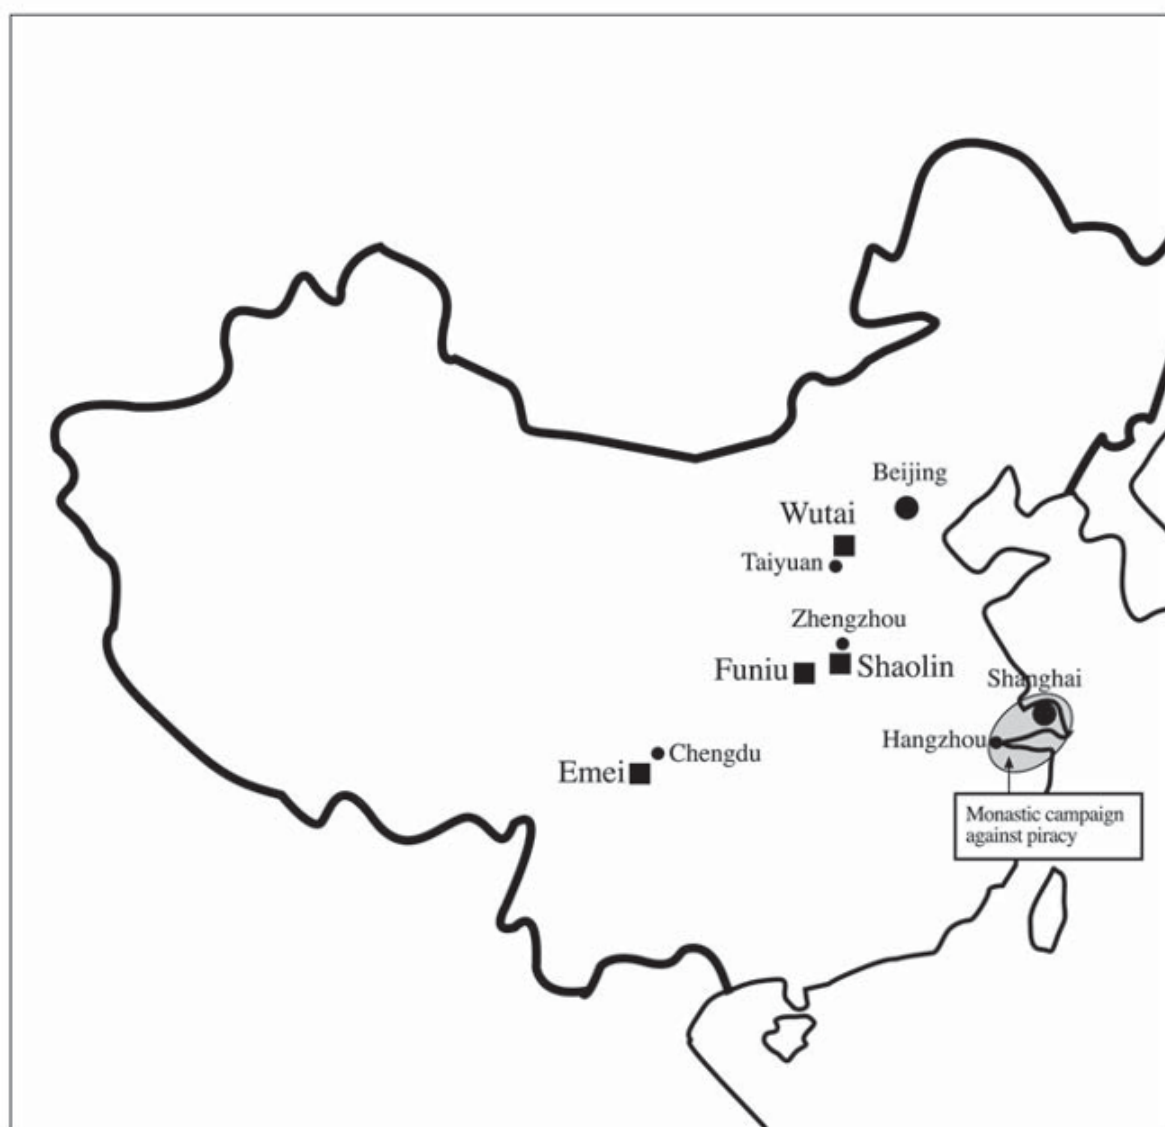 Beijing
Wutai
Taiyuan
Zhengzhou
Funiu
Shaolin
Shanghai
Hangzhou
Chengdu
Emei
Monastic campaign
against piracy